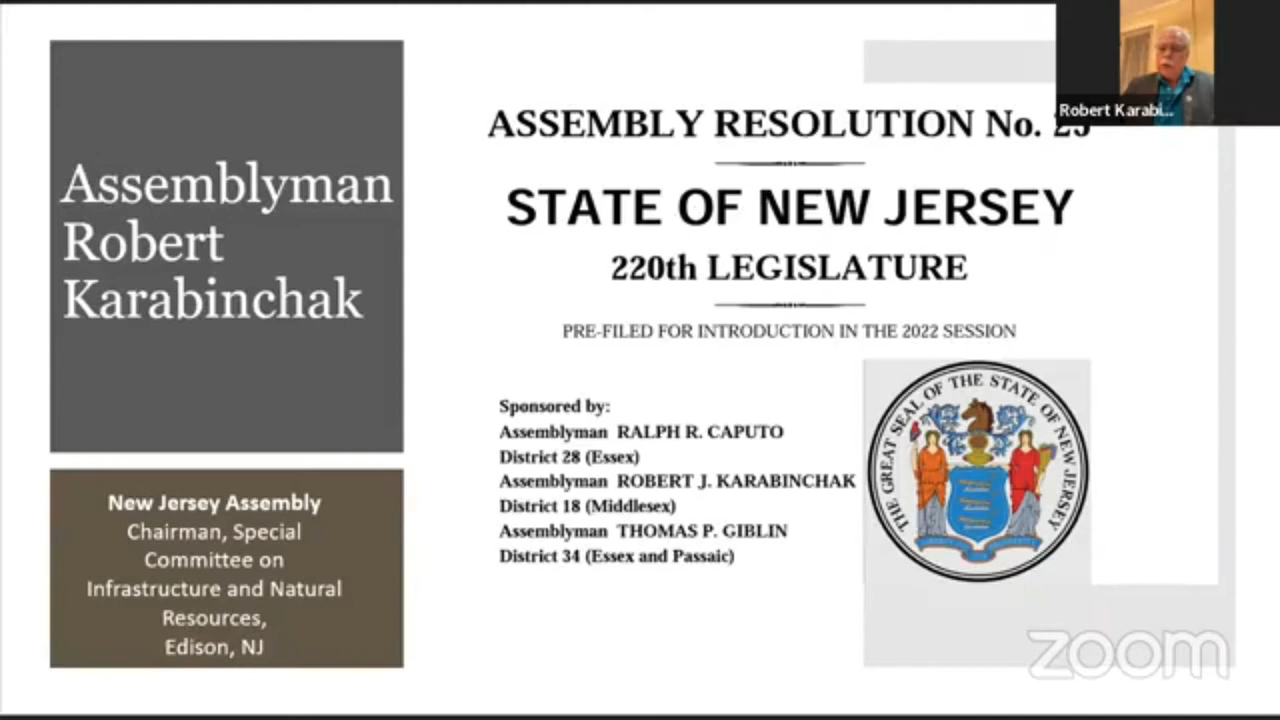 Assemblyman
Robert
Karabinchak
New Jersey Assembly
Chairman, Special
Committee on
Infrastructure and Natural
Resources,
Edison, NJ
ASSEMBLY RESOLUTION No.
STATE OF NEW JERSEY
220th LEGISLATURE
PRE-FILED FOR INTRODUCTION IN THE 2022 SESSION
Sponsored by:
Assemblyman RALPH R. CAPUTO
District 28 (Essex)
Assemblyman ROBERT J. KARABINCHAK
District 18 (Middlesex)
Assemblyman THOMAS P. GIBLIN
District 34 (Essex and Passaic)
THE GREAT SEAL OF THE STATE OF NEW JERSEY
Robert Karabi...
zoom